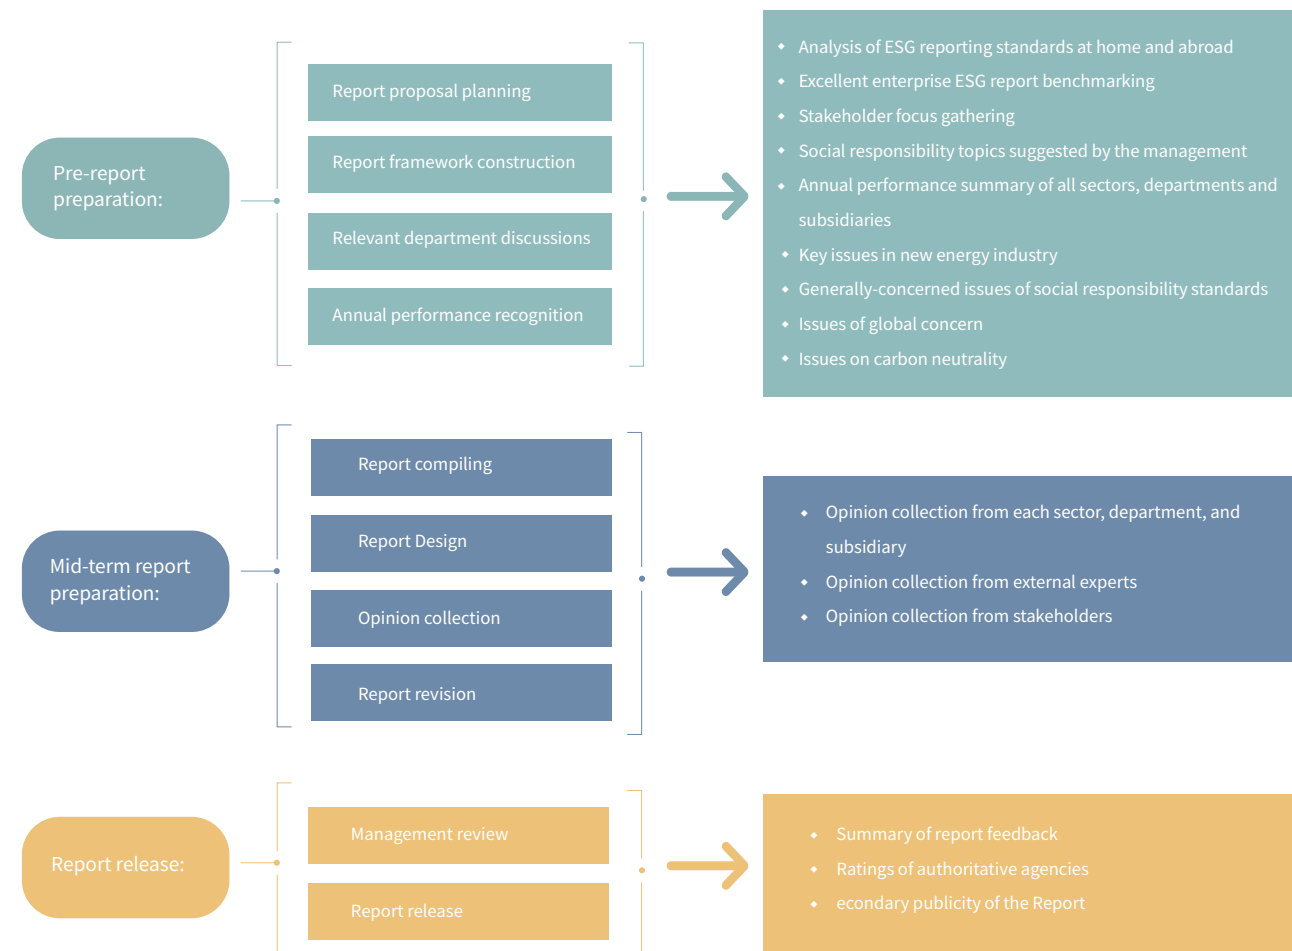 Pre-report
preparation:
Report proposal planning
Report framework construction
Relevant department discussions
Annual performance recognition
Analysis of ESG reporting standards at home and abroad
Excellent enterprise ESG report benchmarking
Stakeholder focus gathering
Social responsibility topics suggested by the management
Annual performance summary of all sectors, departments and
subsidiaries
Key issues in new energy industry
Generally-concerned issues of social responsibility standards
Issues of global concern
Issues on carbon neutrality
Mid-term report
preparation:
Report compiling
Report Design
Opinion collection
Report revision
Opinion collection from each sector, department, and
subsidiary
Opinion collection from external experts
Opinion collection from stakeholders
Report release:
Management review
Report release
Summary of report feedback
Ratings of authoritative agencies
econdary publicity of the Report